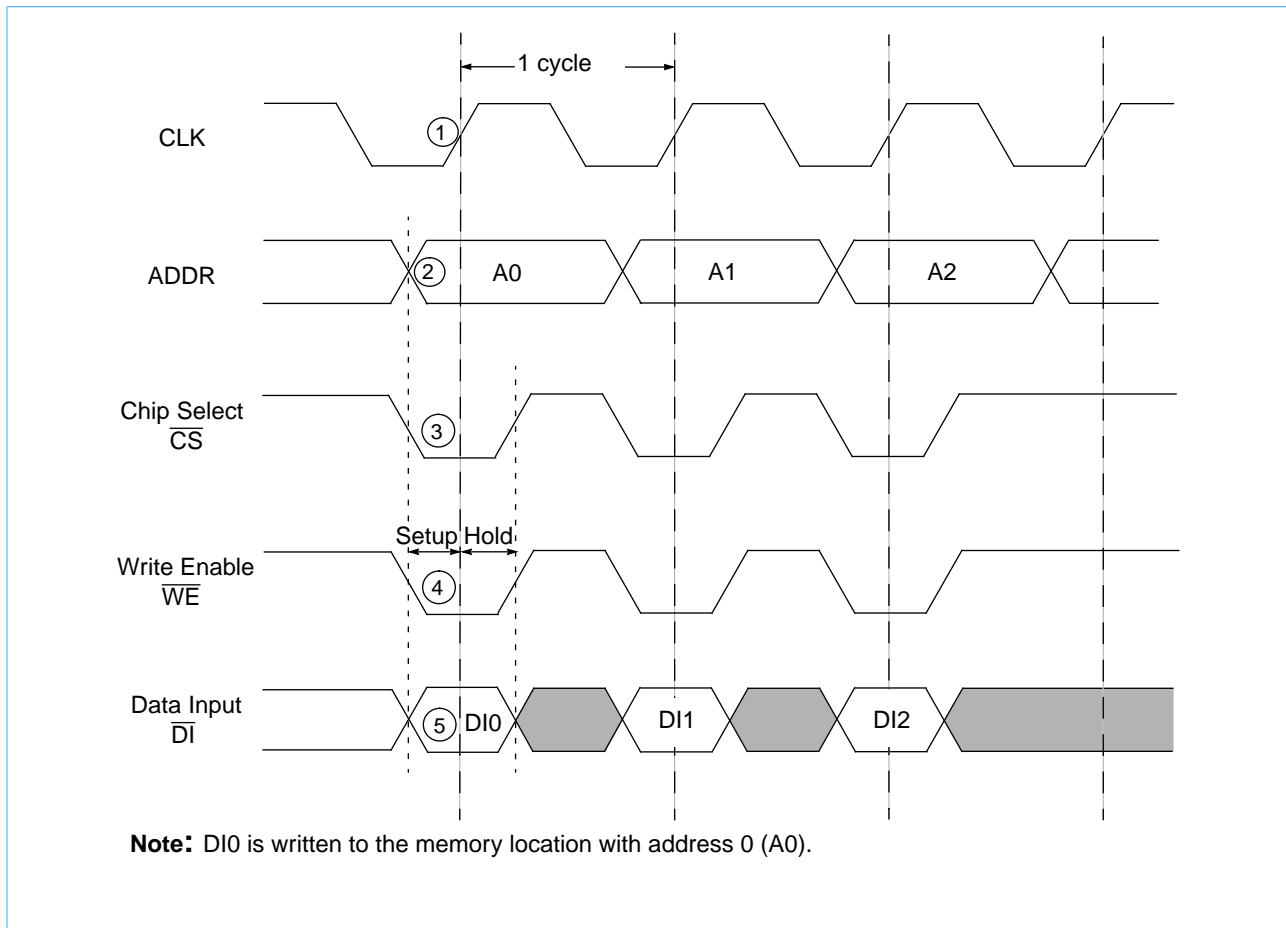 1 cycle
CLK
①
ADDR
②
A0
A1
A2
Chip Select
CS
③
Setup Hold
Write Enable
WE
④
Data Input
DI
⑤
DI0
DI1
DI2
Note: DI0 is written to the memory location with address 0 (A0).